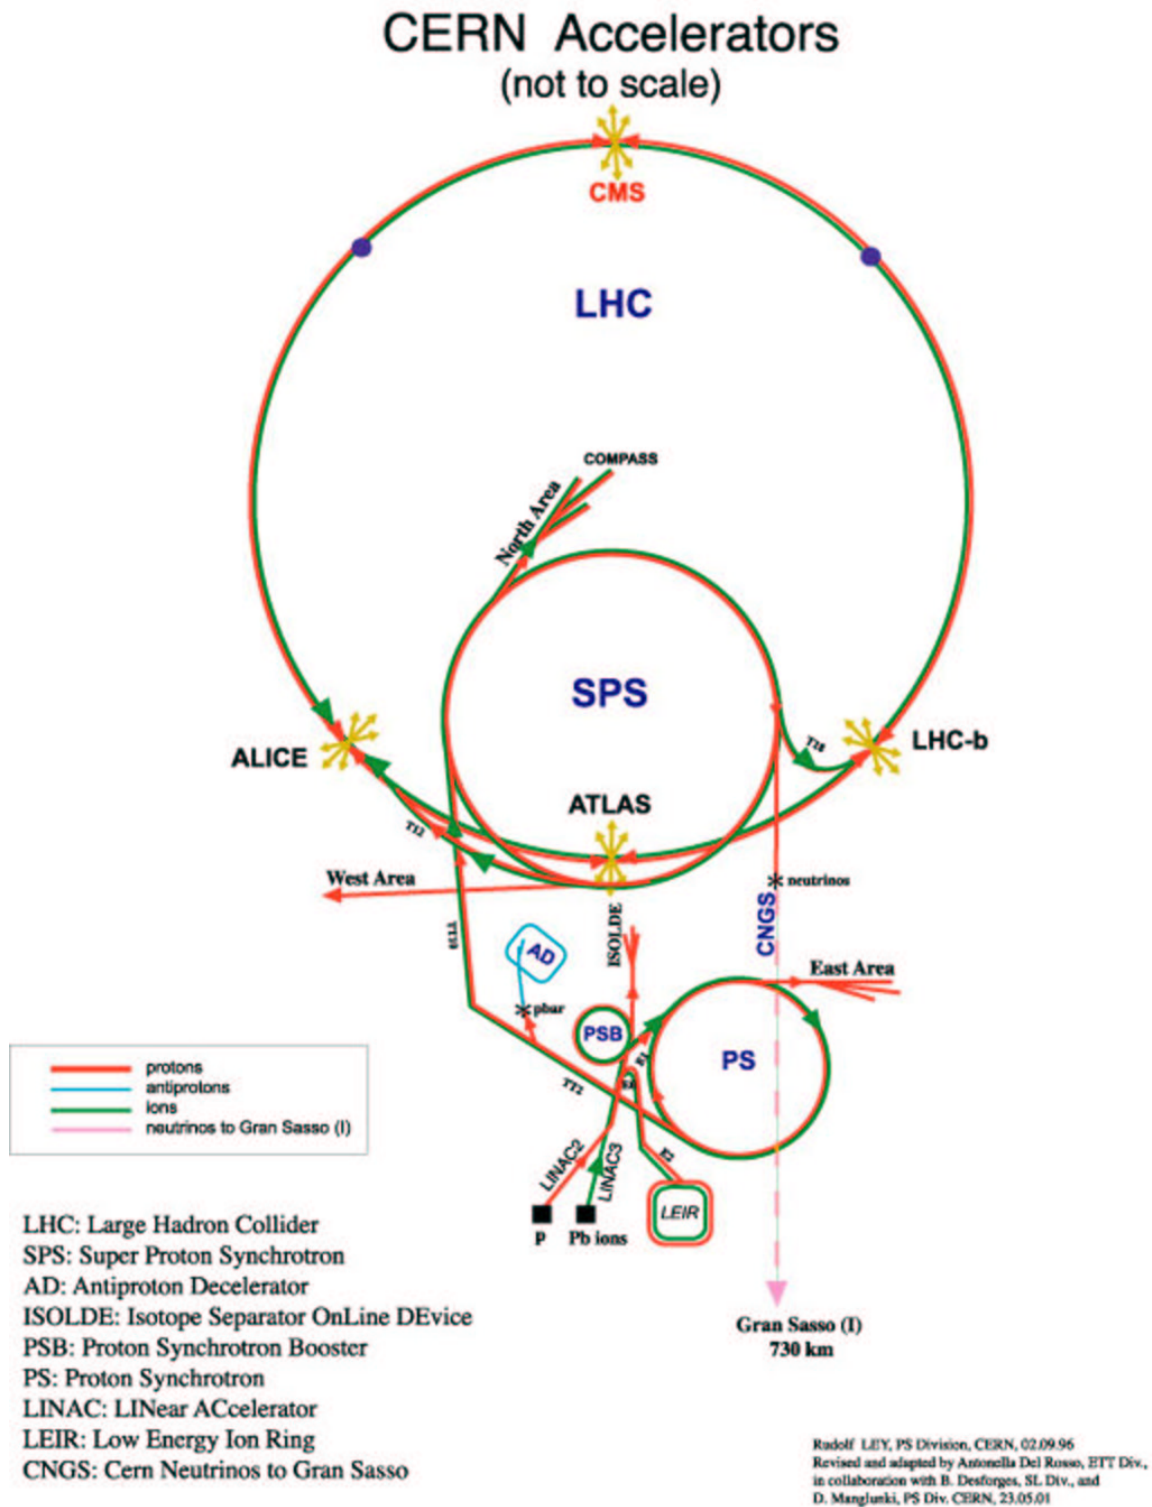 CERN Accelerators
(not to scale)
CMS
LHC
COMPASS
North Area
SPS
TI8
LHC-b
ALICE
ATLAS
TI2
West Area
neutrinos
CNGS
ISOLDE
TT10
AD
East Area
pbar
PSB
PS
E1
protons
antiprotons
ions
neutrinos to Gran Sasso (I)
TT2
E2
LINAC2
LINAC3
LEIR
p
Pb ions
LHC: Large Hadron Collider
SPS: Super Proton Synchrotron
AD: Antiproton Decelerator
ISOLDE: Isotope Separator OnLine DEvice
PSB: Proton Synchrotron Booster
PS: Proton Synchrotron
LINAC: LINear ACcelerator
LEIR: Low Energy Ion Ring
CNGS: Cern Neutrinos to Gran Sasso
Gran Sasso (I)
730 km
Rudolf LEY, PS Division, CERN, 02.09.96
Revised and adapted by Antonella Del Rosso, ETT Div.,
in collaboration with B. Desforges, SL Div., and
D. Manglunki, PS Div. CERN, 23.05.01